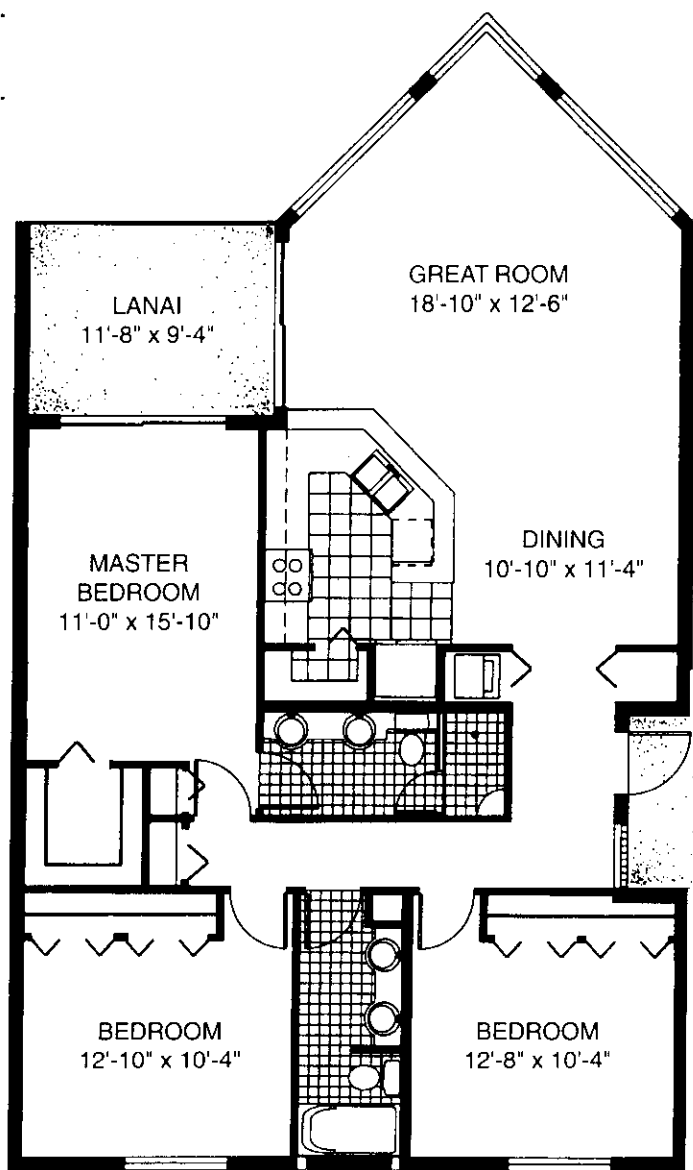 GREAT ROOM
18'-10" x 12'-6"
LANAI
11'-8" x 9'-4"
DINING
10'-10" x 11'-4"
MASTER
BEDROOM
11'-0" x 15'-10"
BEDROOM
12'-10" x 10'-4"
BEDROOM
12'-8" x 10'-4"